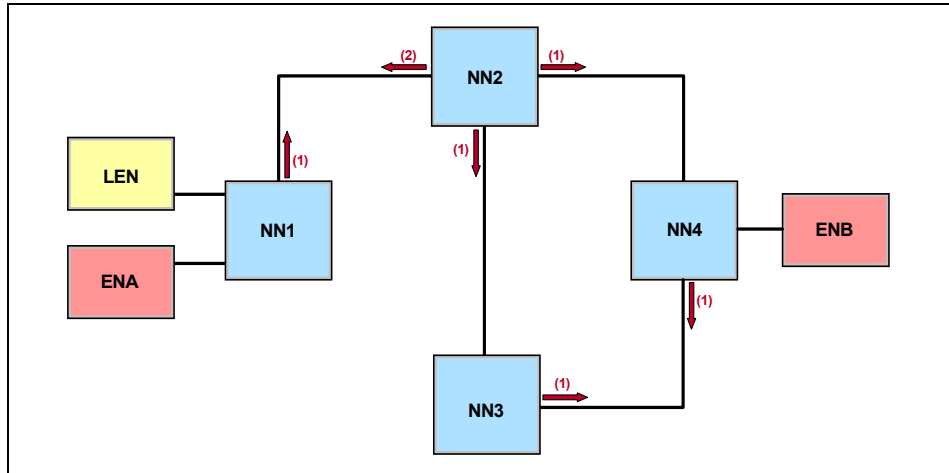 (2)
NN2
(1)
(1)
(1)
LEN
NN1
NN4
ENB
ENA
(1)
(1)
NN3